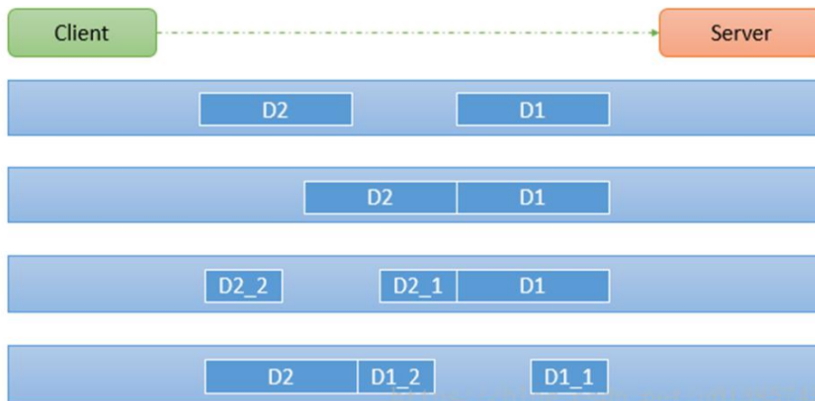 Client Server
D2 D1
D2 D1
D2_2 D2_1 D1
D2 D1_2 D1_1